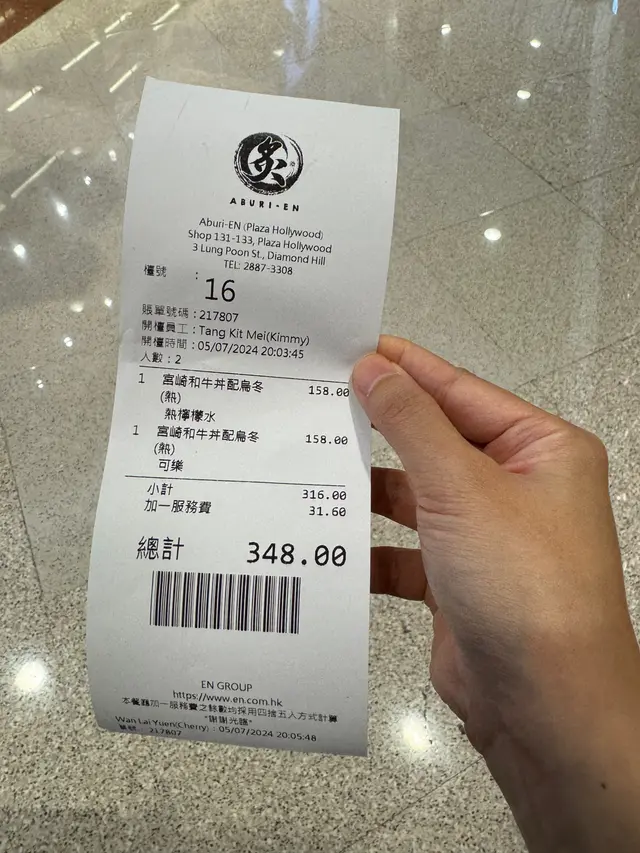 炙
ABURI-EN
Aburi-EN (Plaza Hollywood)
Shop 131-133, Plaza Hollywood
3 Lung Poon St., Diamond Hill
TEL: 2887-3308
檯號 : 16
賬單號碼 : 217807
開檯員工 : Tang Kit Mei(Kimmy)
開檯時間 : 05/07/2024 20:03:45
人數 : 2
1 宮崎和牛丼配烏冬 158.00
(熱)
熱檸檬水
1 宮崎和牛丼配烏冬 158.00
(熱)
可樂
小計 316.00
加一服務費 31.60
總計 348.00
EN GROUP
https://www.en.com.hk
本餐廳加一服務費之餘數均採用四捨五入方式計算
"謝謝光臨"
Wan Lai Yuen(Cherry) : 05/07/2024 20:05:48
單號 : 217807